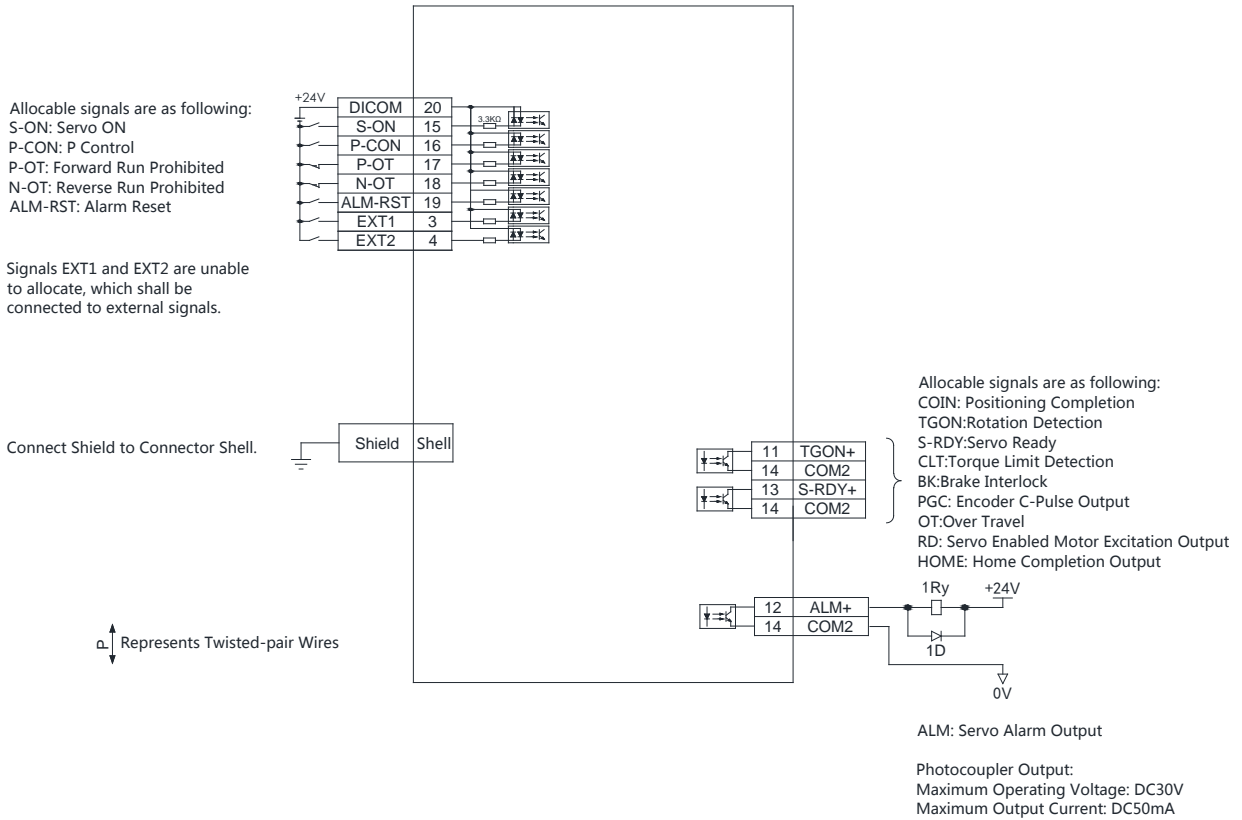 Allocable signals are as following:
S-ON: Servo ON
P-CON: P Control
P-OT: Forward Run Prohibited
N-OT: Reverse Run Prohibited
ALM-RST: Alarm Reset
Signals EXT1 and EXT2 are unable
to allocate, which shall be
connected to external signals.
+24V
DICOM 20
S-ON 15
P-CON 16
P-OT 17
N-OT 18
ALM-RST 19
EXT1 3
EXT2 4
3.3KΩ
Connect Shield to Connector Shell.
Shield Shell
11 TGON+
14 COM2
13 S-RDY+
14 COM2
Allocable signals are as following:
COIN: Positioning Completion
TGON:Rotation Detection
S-RDY:Servo Ready
CLT:Torque Limit Detection
BK:Brake Interlock
PGC: Encoder C-Pulse Output
OT:Over Travel
RD: Servo Enabled Motor Excitation Output
HOME: Home Completion Output
12 ALM+
14 COM2
1Ry
+24V
1D
0V
P Represents Twisted-pair Wires
ALM: Servo Alarm Output
Photocoupler Output:
Maximum Operating Voltage: DC30V
Maximum Output Current: DC50mA